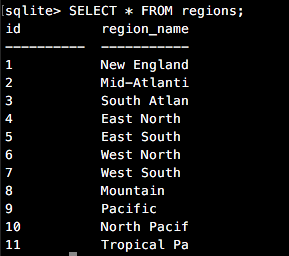 [sqlite> SELECT * FROM regions;
id          region_name
----------  -----------
1           New England
2           Mid-Atlanti
3           South Atlan
4           East North
5           East South
6           West North
7           West South
8           Mountain
9           Pacific
10          North Pacif
11          Tropical Pa